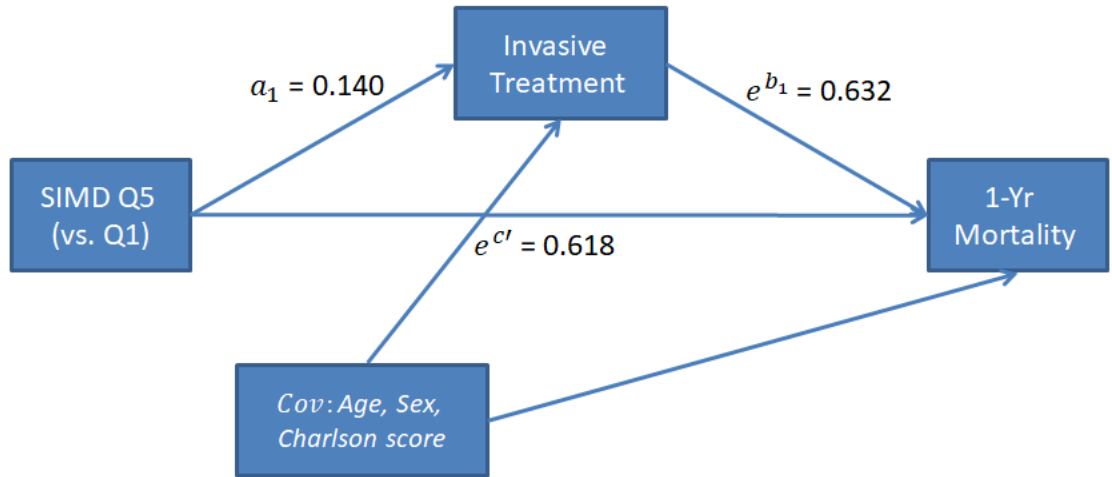 Invasive
Treatment
a₁ = 0.140
e^{b₁} = 0.632
SIMD Q5
(vs. Q1)
1-Yr
Mortality
e^{c′} = 0.618
Cov: Age, Sex,
Charlson score